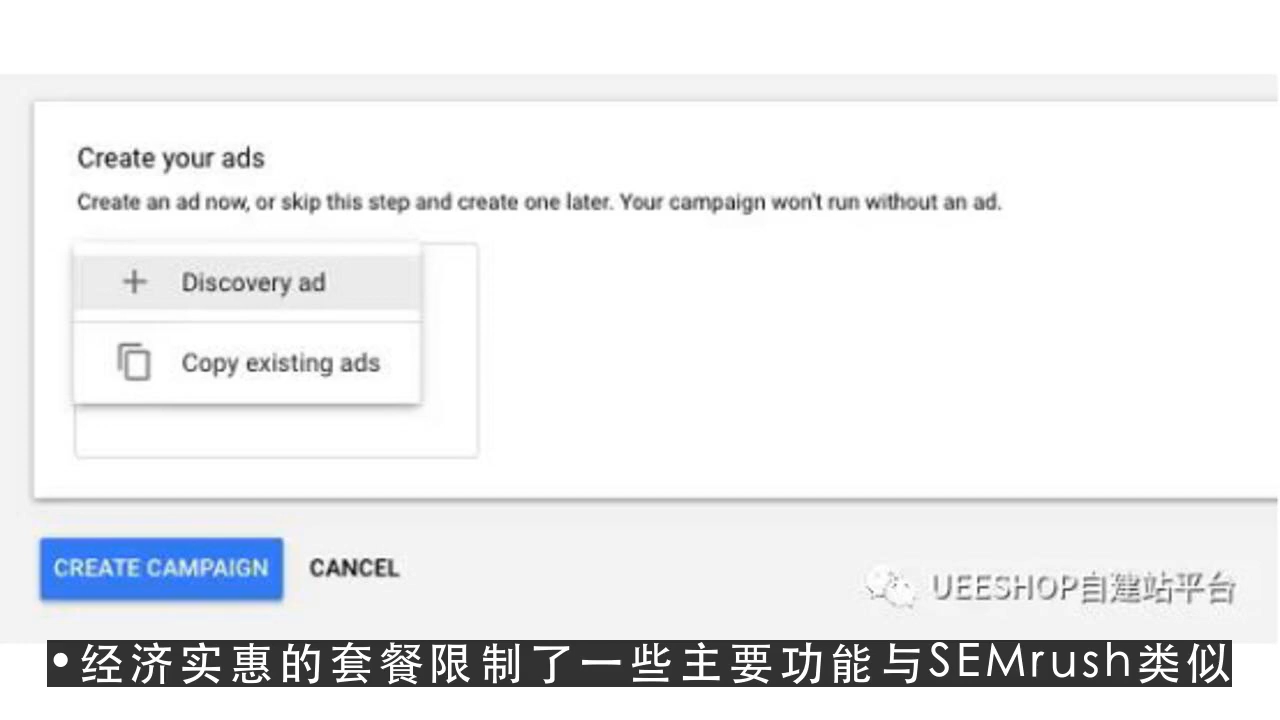 Create your ads
Create an ad now, or skip this step and create one later. Your campaign won't run without an ad.
Discovery ad
Copy existing ads
CREATE CAMPAIGN CANCEL
UEESHOP自建站平台
•经济实惠的套餐限制了一些主要功能与SEMrush类似